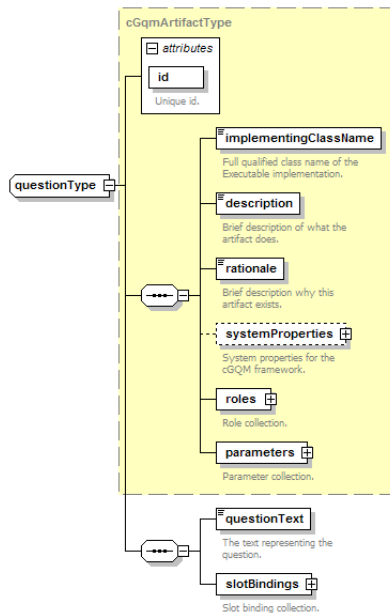 cGqmArtifactType
attributes
id
Unique id.
questionType
implementingClassName
Full qualified class name of the
Executable implementation.
description
Brief description of what the
artifact does.
rationale
Brief description why this
artifact exists.
systemProperties
System properties for the
cGQM framework.
roles
Role collection.
parameters
Parameter collection.
questionText
The text representing the
question.
slotBindings
Slot binding collection.